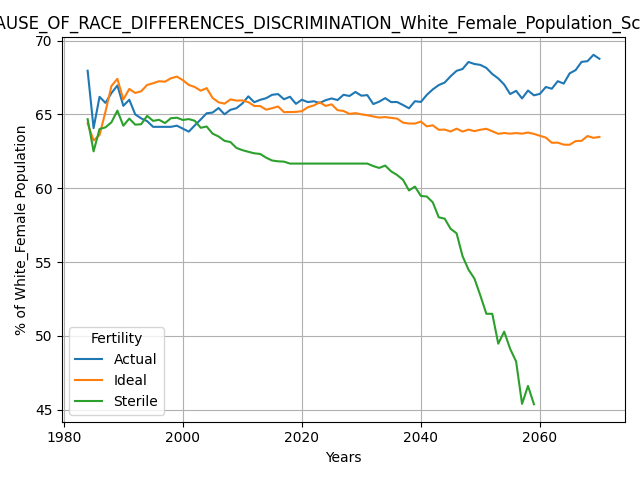 AUSE_OF_RACE_DIFFERENCES_DISCRIMINATION_White_Female_Population_Sc
70
65
60
55
50
45
% of White_Female Population
Fertility
Actual
Ideal
Sterile
1980
2000
2020
2040
2060
Years